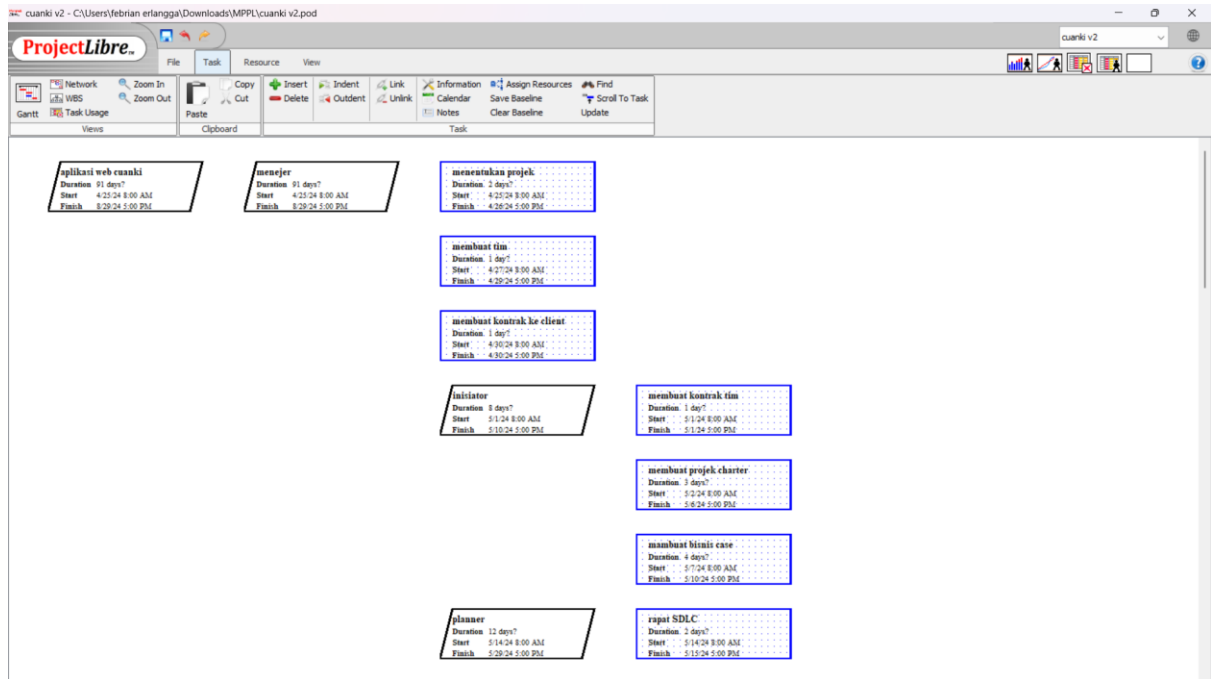 cuanki v2 - C:\Users\febrian erlangga\Downloads\MPPL\cuanki v2.pod
ProjectLibre™
cuanki v2
File Task Resource View
Network Zoom In Copy Insert Indent Link Information Assign Resources Find
WBS Zoom Out Cut Delete Outdent Unlink Calendar Save Baseline Scroll To Task
Gantt Task Usage Paste Notes Clear Baseline Update
Views Clipboard Task
aplikasi web cuanki
Duration 91 days?
Start 4/25/24 8:00 AM
Finish 8/29/24 5:00 PM
menejer
Duration 91 days?
Start 4/25/24 8:00 AM
Finish 8/29/24 5:00 PM
menentukan projek
Duration 2 days?
Start 4/25/24 8:00 AM
Finish 4/26/24 5:00 PM
membuat tim
Duration 1 day?
Start 4/27/24 8:00 AM
Finish 4/29/24 5:00 PM
membuat kontrak ke client
Duration 1 day?
Start 4/30/24 8:00 AM
Finish 4/30/24 5:00 PM
inisiator
Duration 8 days?
Start 5/1/24 8:00 AM
Finish 5/10/24 5:00 PM
membuat kontrak tim
Duration 1 day?
Start 5/1/24 8:00 AM
Finish 5/1/24 5:00 PM
membuat projek charter
Duration 3 days?
Start 5/2/24 8:00 AM
Finish 5/6/24 5:00 PM
mambuat bisnis case
Duration 4 days?
Start 5/7/24 8:00 AM
Finish 5/10/24 5:00 PM
planner
Duration 12 days?
Start 5/14/24 8:00 AM
Finish 5/29/24 5:00 PM
rapat SDLC
Duration 2 days?
Start 5/14/24 8:00 AM
Finish 5/15/24 5:00 PM